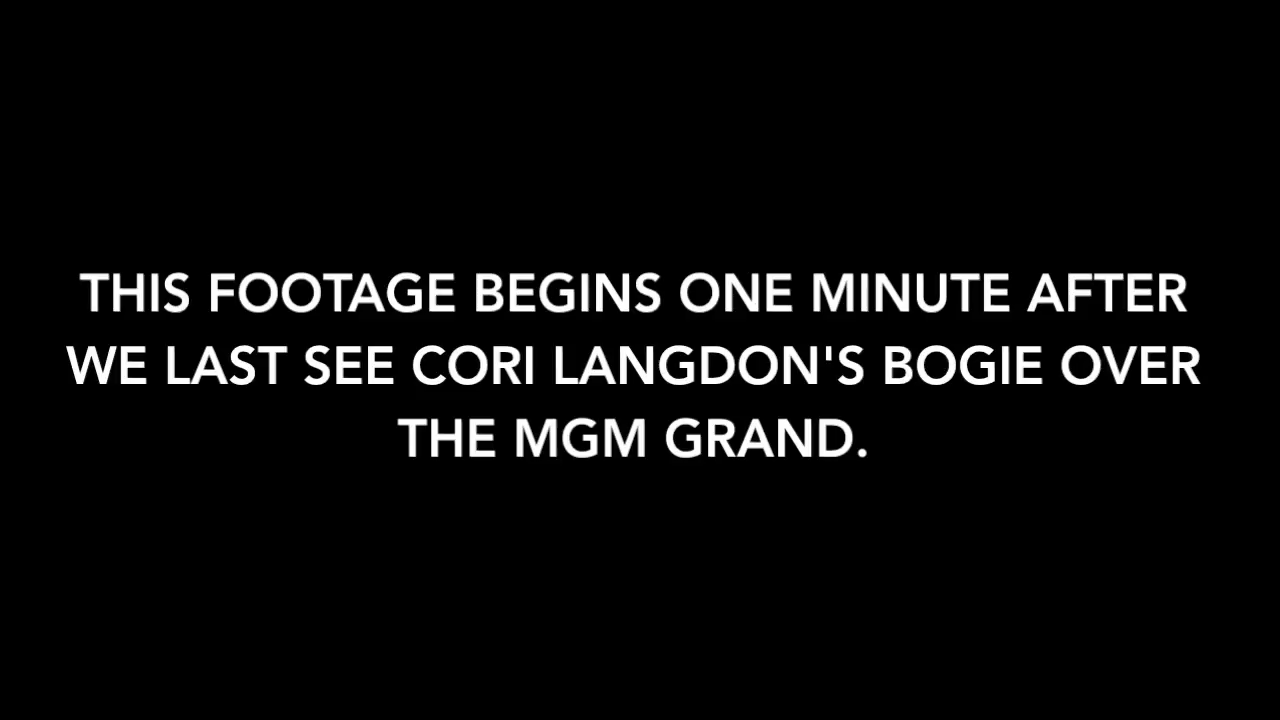 THIS FOOTAGE BEGINS ONE MINUTE AFTER
WE LAST SEE CORI LANGDON'S BOGIE OVER
THE MGM GRAND.